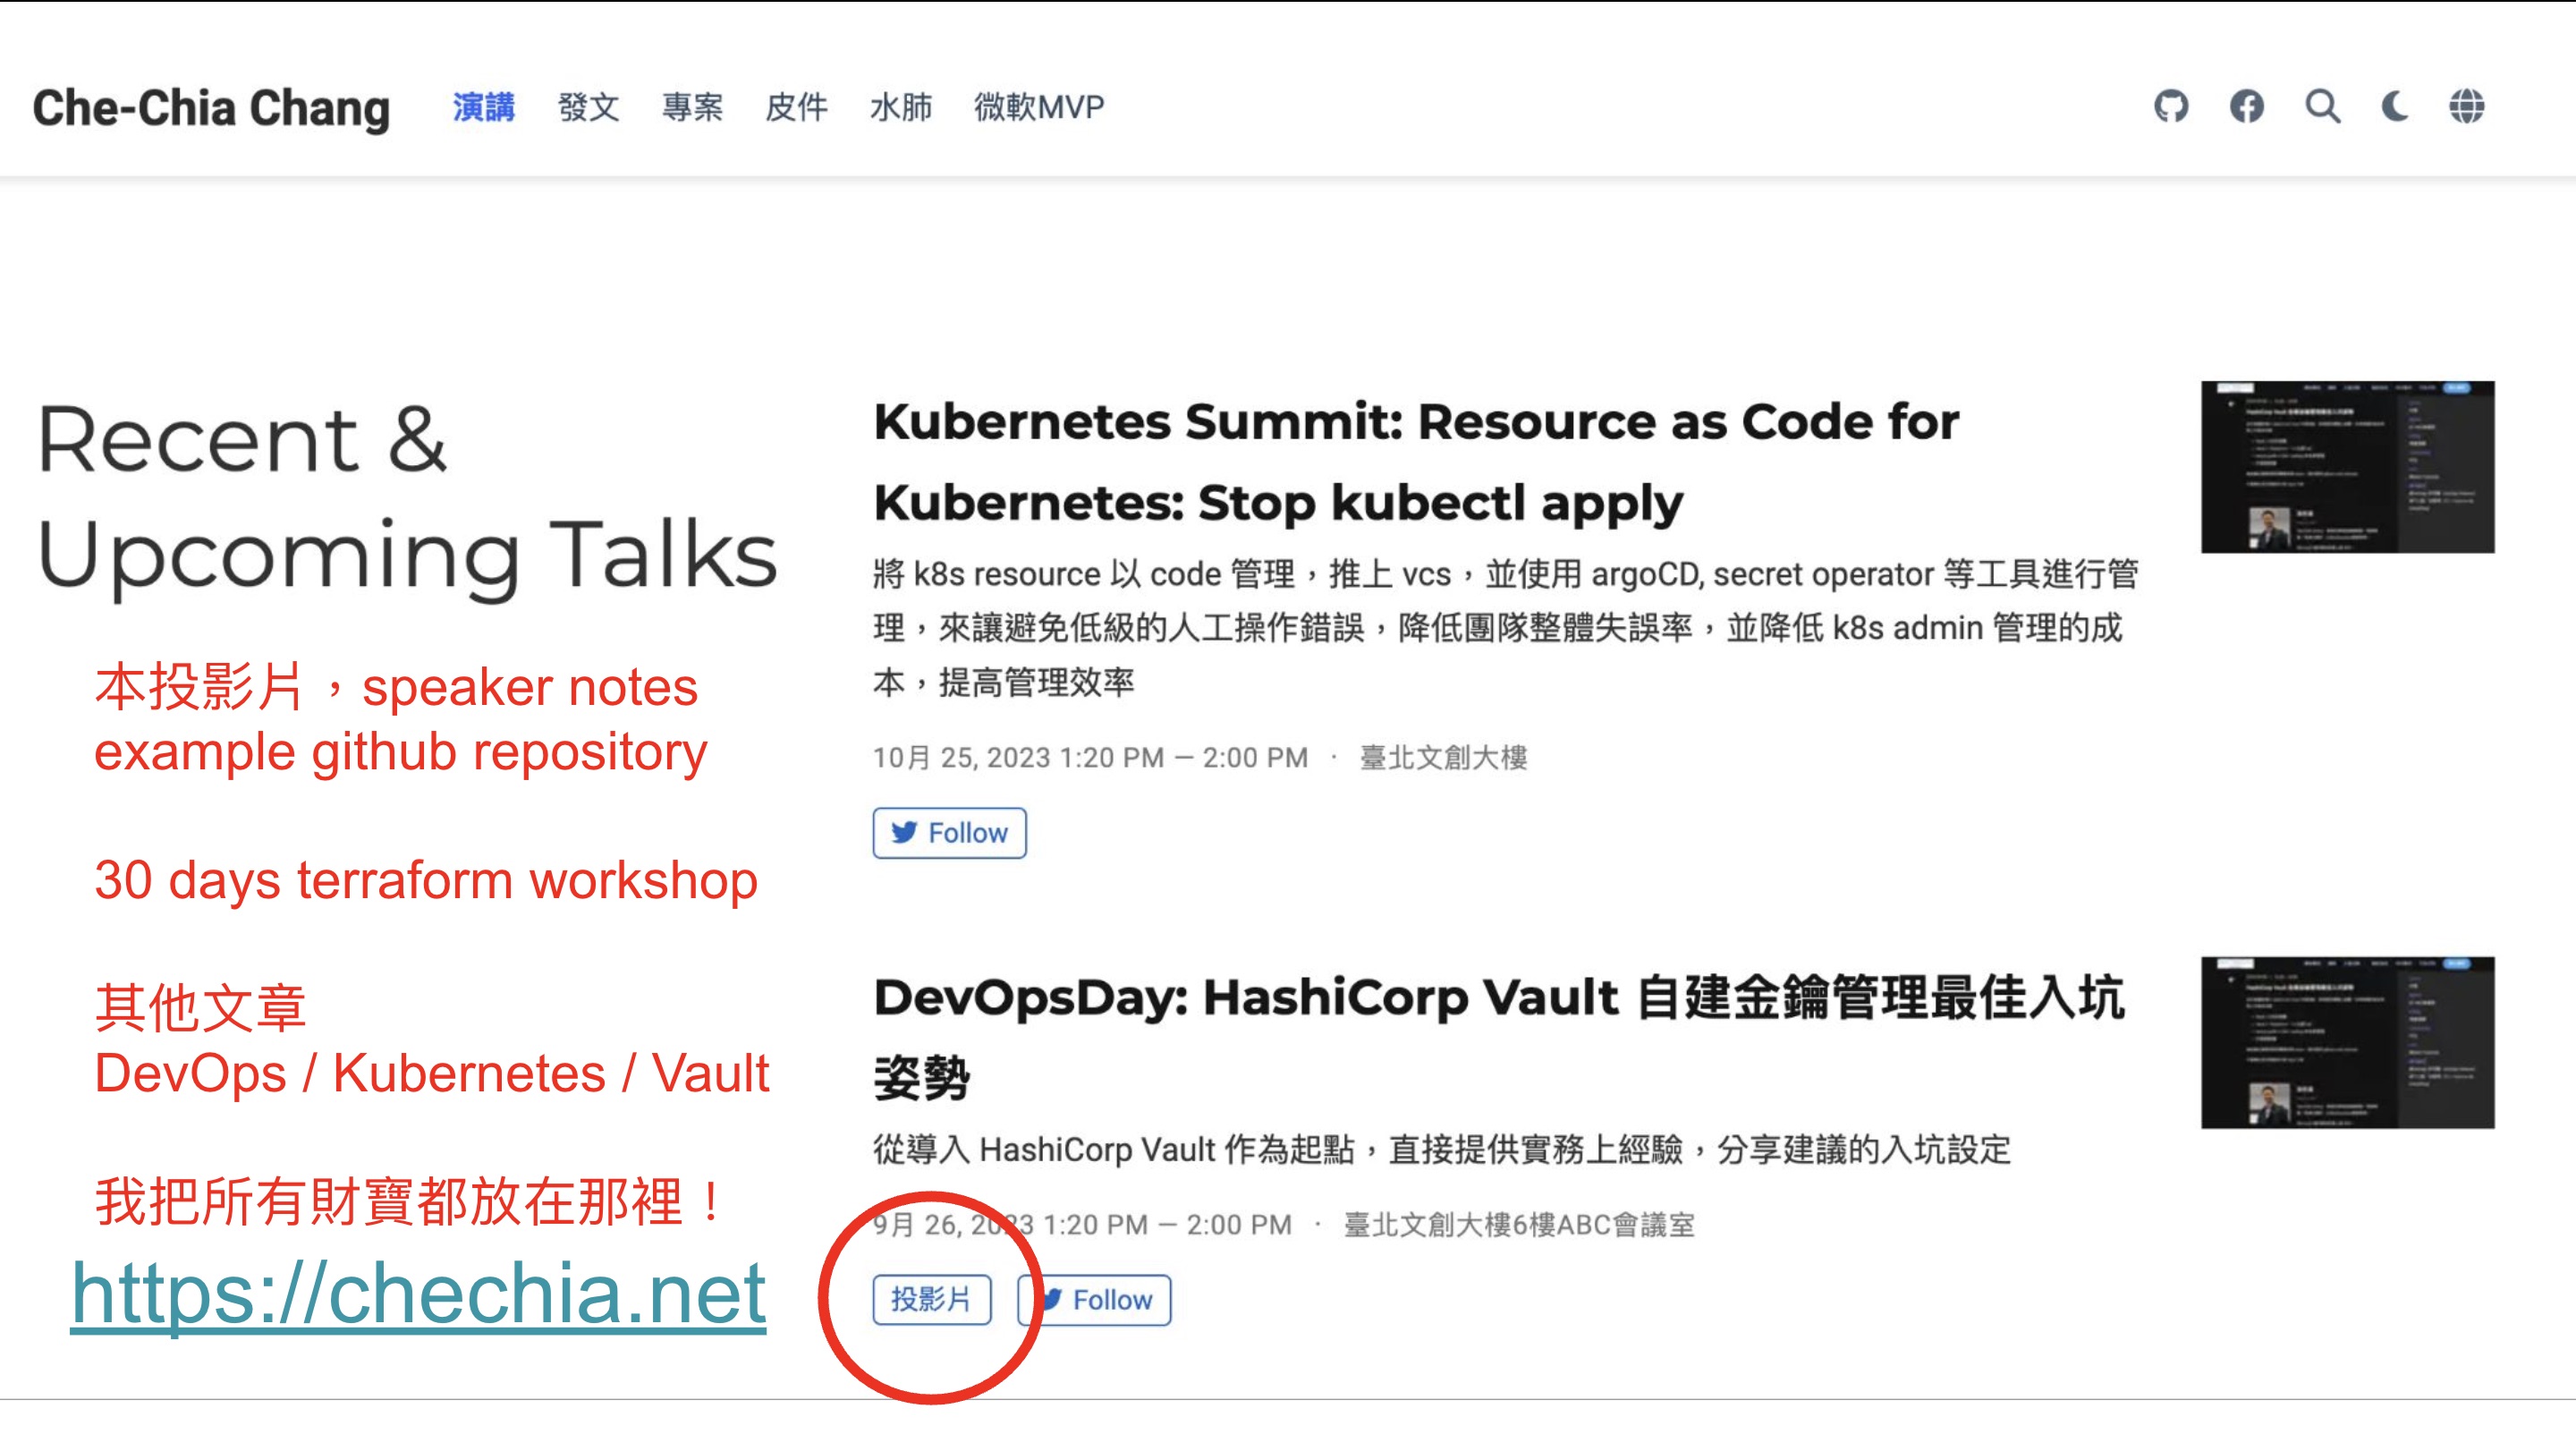 Che-Chia Chang 演講 發文 專案 皮件 水肺 微軟MVP
Recent &
Upcoming Talks
本投影片，speaker notes
example github repository
30 days terraform workshop
其他文章
DevOps / Kubernetes / Vault
我把所有財寶都放在那裡！
https://chechia.net
Kubernetes Summit: Resource as Code for
Kubernetes: Stop kubectl apply
將 k8s resource 以 code 管理，推上 vcs，並使用 argoCD, secret operator 等工具進行管
理，來讓避免低級的人工操作錯誤，降低團隊整體失誤率，並降低 k8s admin 管理的成
本，提高管理效率
10月 25, 2023 1:20 PM — 2:00 PM · 臺北文創大樓
Follow
DevOpsDay: HashiCorp Vault 自建金鑰管理最佳入坑
姿勢
從導入 HashiCorp Vault 作為起點，直接提供實務上經驗，分享建議的入坑設定
9月 26, 2023 1:20 PM — 2:00 PM · 臺北文創大樓6樓ABC會議室
投影片 Follow